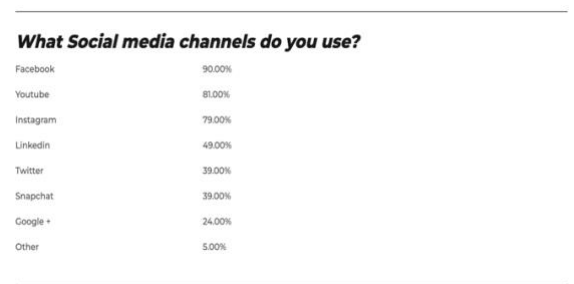 What Social media channels do you use?
Facebook 90.00%
Youtube 81.00%
Instagram 79.00%
Linkedin 49.00%
Twitter 39.00%
Snapchat 39.00%
Google + 24.00%
Other 5.00%